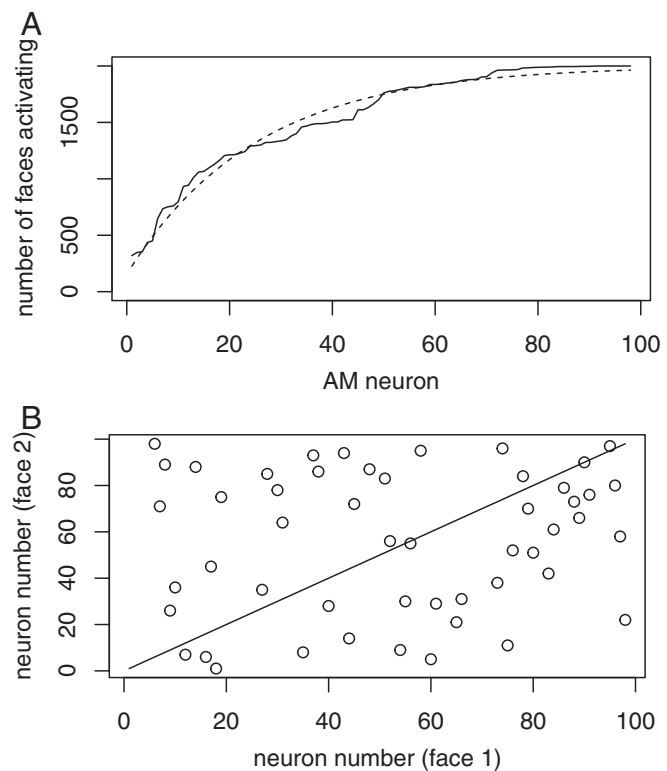 A
number of faces activating
0
500
1500
0 20 40 60 80 100
AM neuron
B
neuron number (face 2)
0
20
40
60
80
0 20 40 60 80 100
neuron number (face 1)